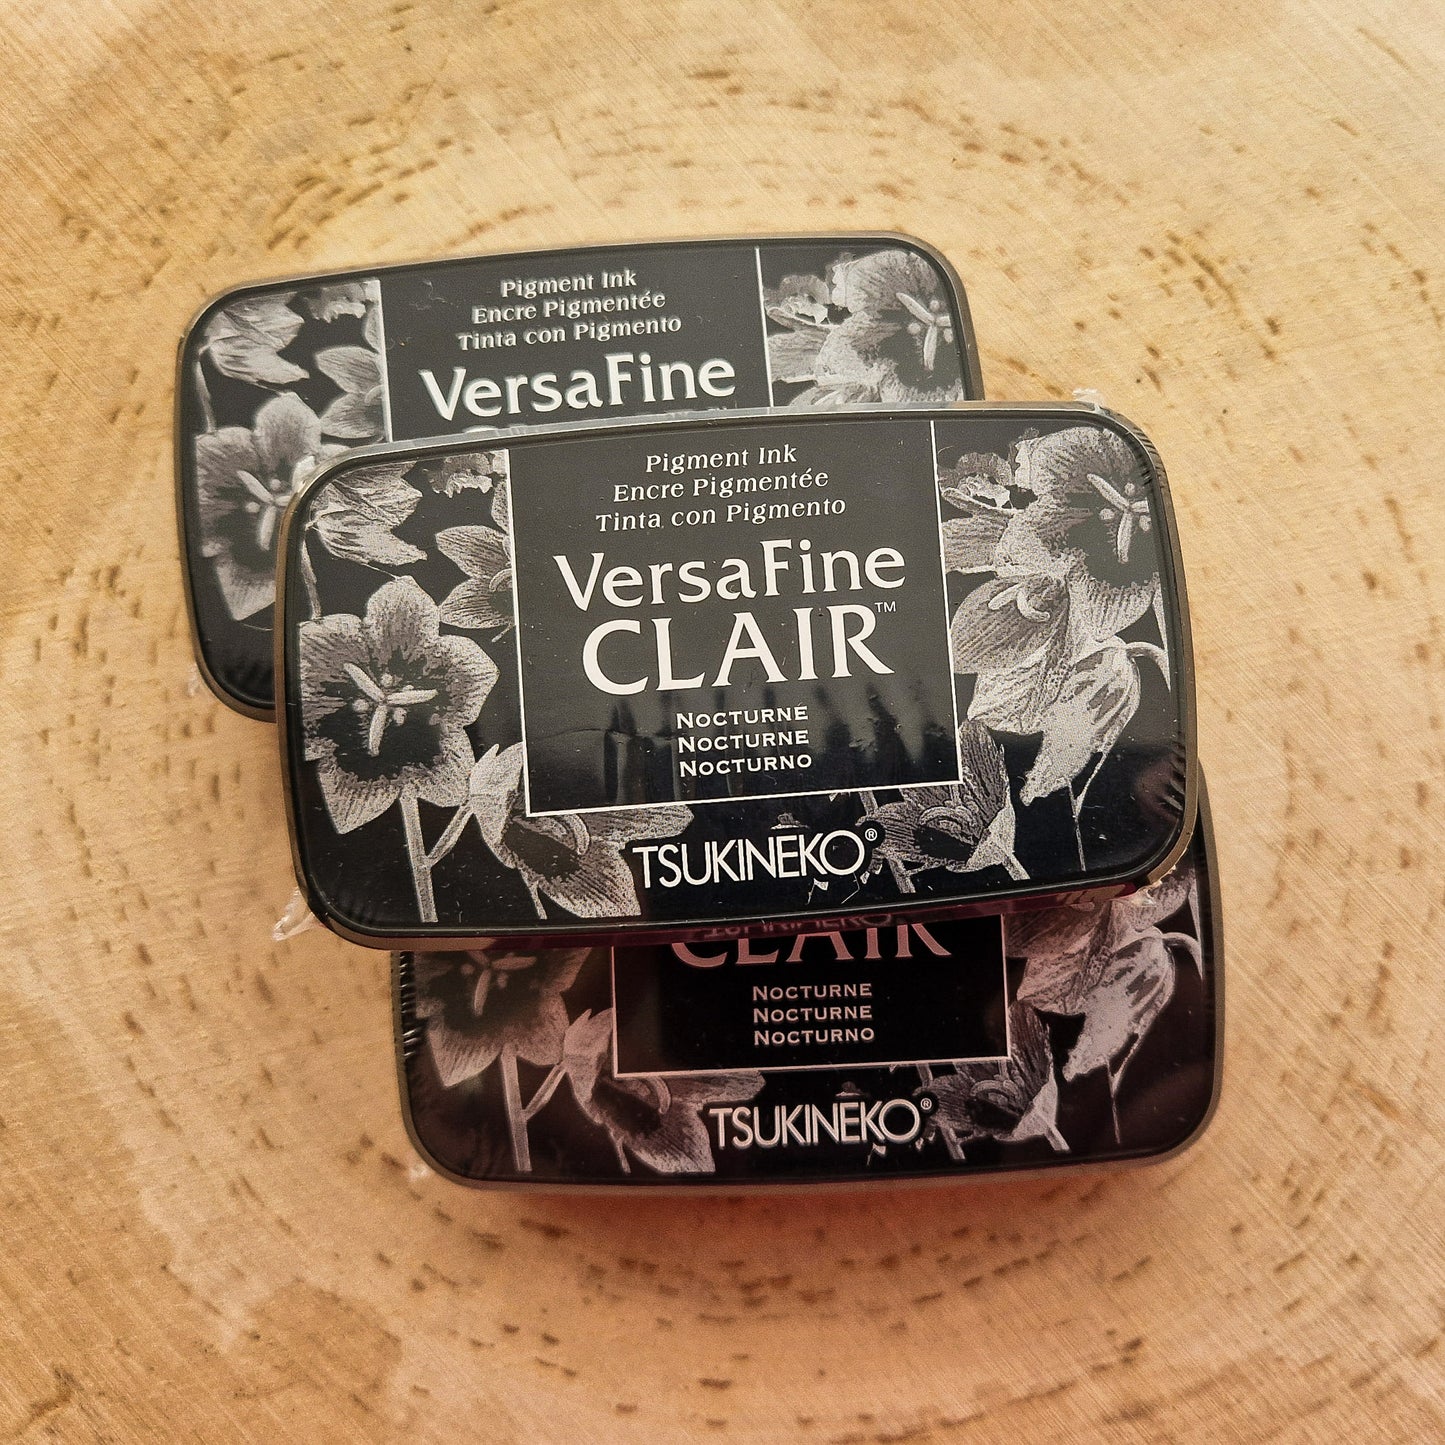 Pigment Ink
Encre Pigmentée
Tinta con Pigmento
VersaFine
Pigment Ink
Encre Pigmentée
Tinta con Pigmento
VersaFine
CLAIR™
NOCTURNE
NOCTURNE
NOCTURNO
TSUKINEKO®
CLAIR
NOCTURNE
NOCTURNE
NOCTURNO
TSUKINEKO®